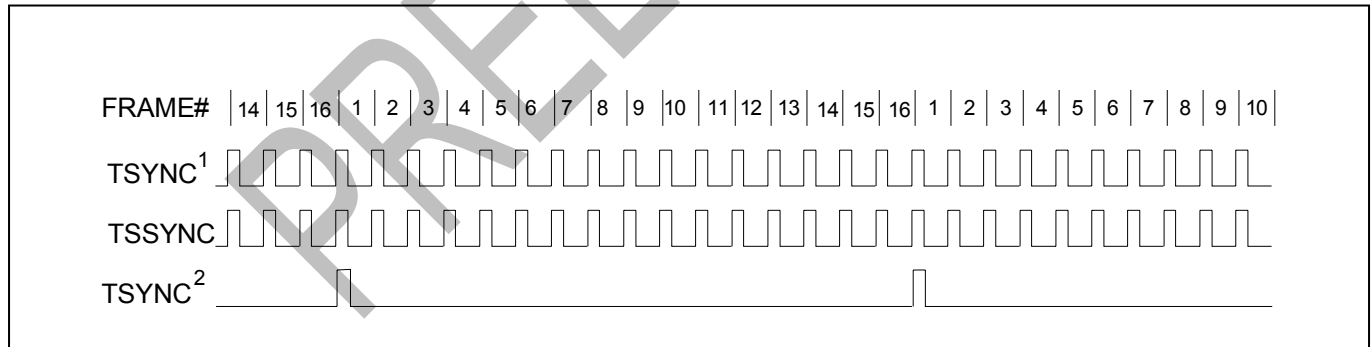 FRAME# 14 15 16 1 2 3 4 5 6 7 8 9 10 11 12 13 14 15 16 1 2 3 4 5 6 7 8 9 10
TSYNC¹
TSSYNC
TSYNC²
PREL